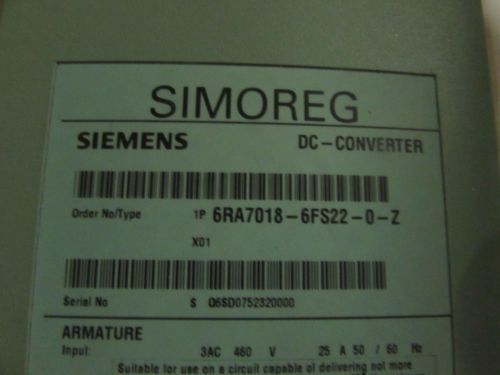 SIMOREG
SIEMENS DC-CONVERTER
Order No/Type 1P 6RA7018-6FS22-0-Z
X01
Serial No S Q6SD0752320000
ARMATURE
Input: 3AC 460 V 25 A 50 / 60 Hz
Suitable for use on a circuit capable of delivering not more